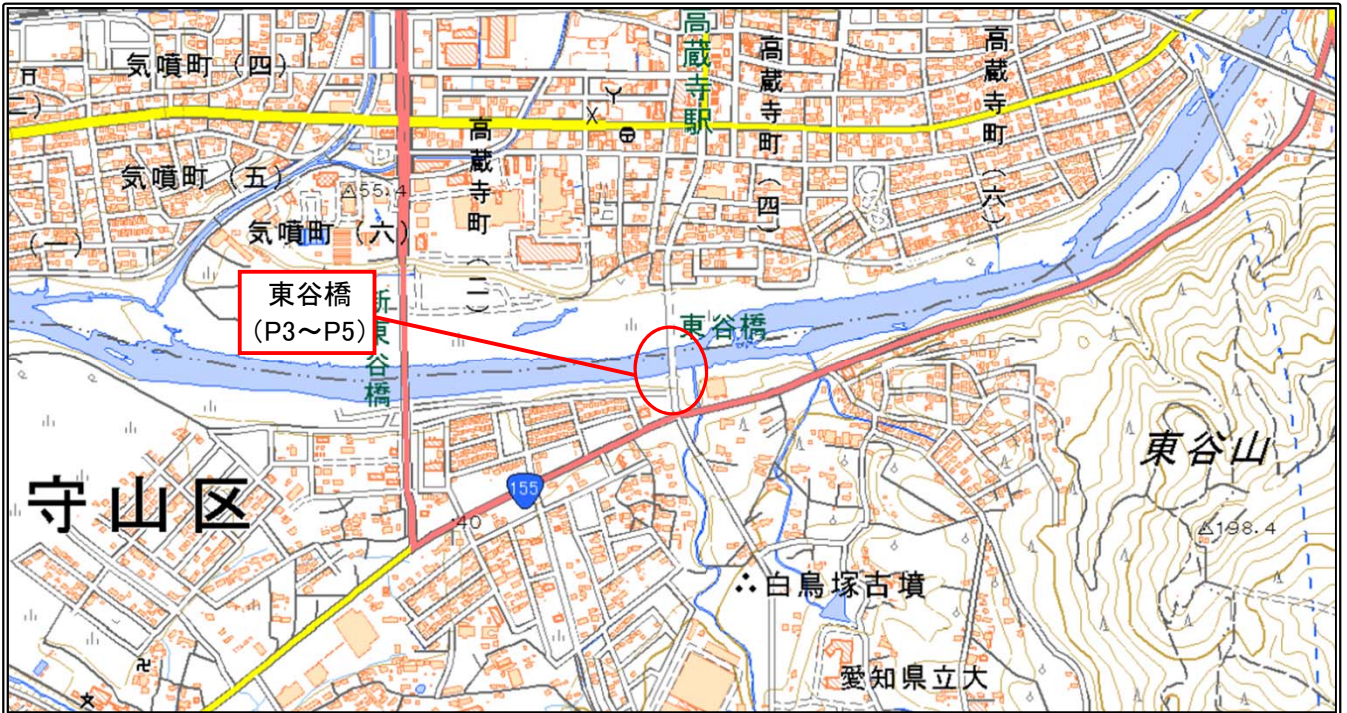 気噴町(四)
高蔵寺駅
高蔵寺町(四)
高蔵寺町(六)
二)
高蔵寺町(二)
気噴町(五)
55.4
気噴町(六)
(一)
東谷橋
(P3~P5)
新東谷橋
東谷橋
東谷山
198.4
守山区
155
40
白鳥塚古墳
愛知県立大